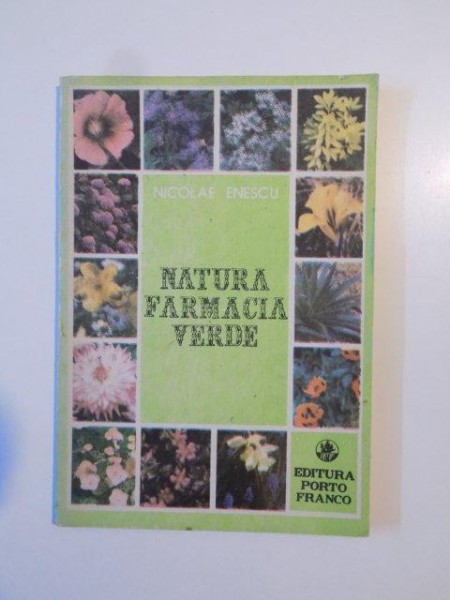 NICOLAE ENESCU
NATURA
FARMACIA
VERDE
EDITURA
PORTO
FRANCO